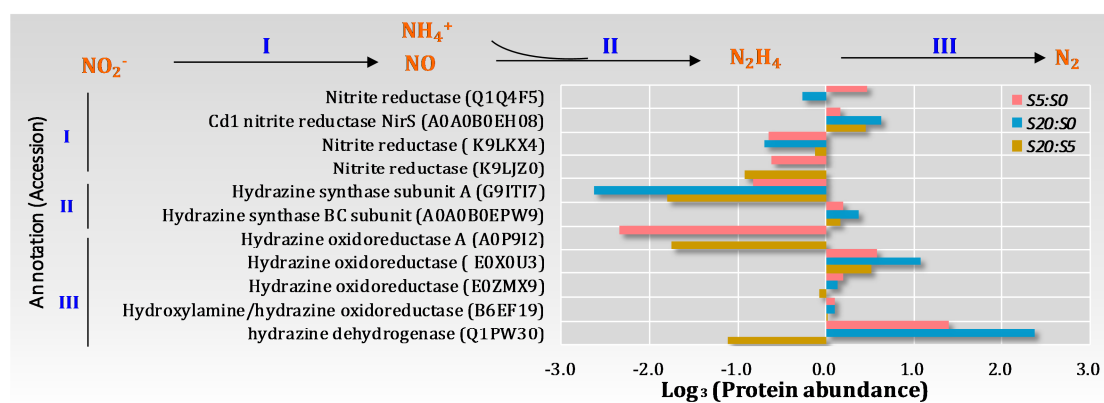 I
NH₄⁺
II
III
NO₂⁻
NO
N₂H₄
N₂
Annotation (Accession)
I
Nitrite reductase (Q1Q4F5)
Cd1 nitrite reductase NirS (A0A0B0EH08)
Nitrite reductase ( K9LKX4)
Nitrite reductase (K9LJZ0)
II
Hydrazine synthase subunit A (G9ITI7)
Hydrazine synthase BC subunit (A0A0B0EPW9)
III
Hydrazine oxidoreductase A (A0P9I2)
Hydrazine oxidoreductase ( E0X0U3)
Hydrazine oxidoreductase (E0ZMX9)
Hydroxylamine/hydrazine oxidoreductase (B6EF19)
hydrazine dehydrogenase (Q1PW30)
S5:S0
S20:S0
S20:S5
-3.0 -2.0 -1.0 0.0 1.0 2.0 3.0
Log₃ (Protein abundance)